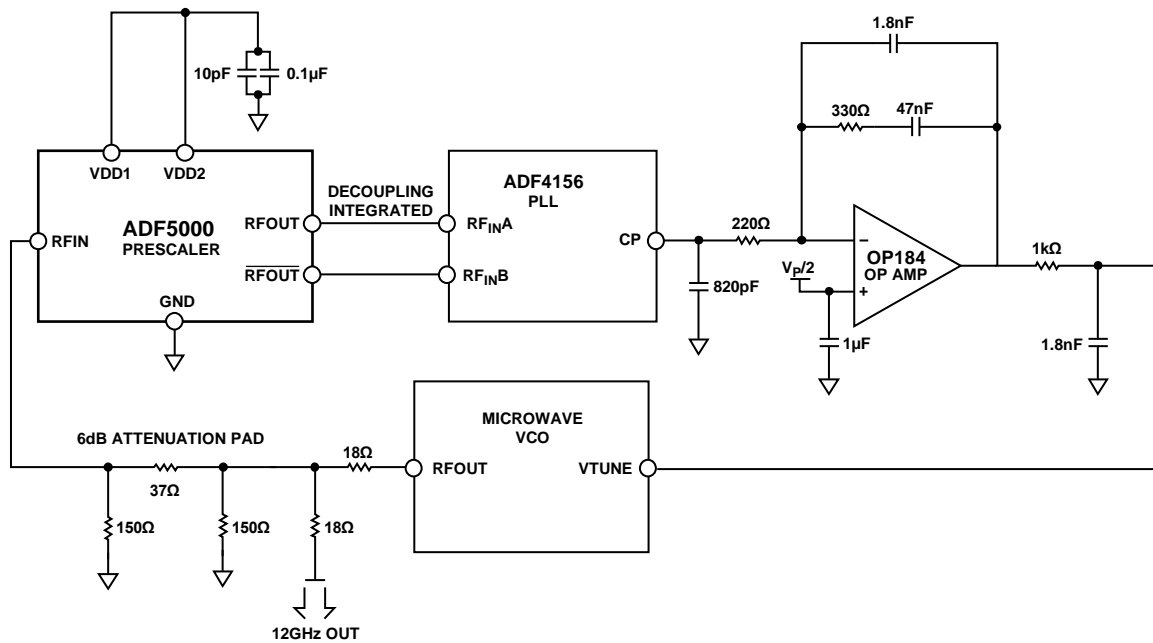 1.8nF
10pF
0.1µF
330Ω
47nF
VDD1
VDD2
ADF5000
PRESCALER
RFIN
RFOUT
RFOUT
GND
DECOUPLING
INTEGRATED
ADF4156
PLL
RFINA
RFINB
CP
220Ω
820pF
VP/2
1µF
−
+
OP184
OP AMP
1kΩ
1.8nF
6dB ATTENUATION PAD
37Ω
150Ω
150Ω
18Ω
18Ω
12GHz OUT
MICROWAVE
VCO
RFOUT
VTUNE